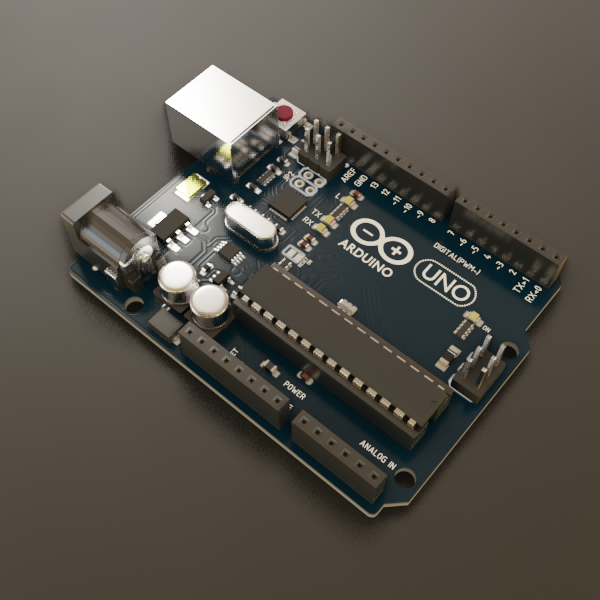 AREF
GND
13
12
~11
~10
~9
8
7
~6
~5
4
~3
2
TX→1
RX←0
DIGITAL(PWM~)
L
TX
RX
ARDUINO
UNO
ON
POWER
ANALOG IN